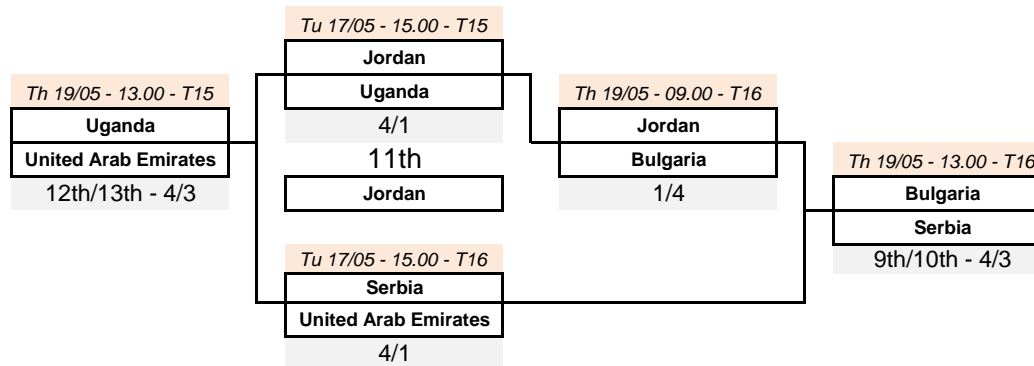 Th 19/05 - 13.00 - T15
Uganda
United Arab Emirates
12th/13th - 4/3
Tu 17/05 - 15.00 - T15
Jordan
Uganda
4/1
11th
Jordan
Tu 17/05 - 15.00 - T16
Serbia
United Arab Emirates
4/1
Th 19/05 - 09.00 - T16
Jordan
Bulgaria
1/4
Th 19/05 - 13.00 - T16
Bulgaria
Serbia
9th/10th - 4/3